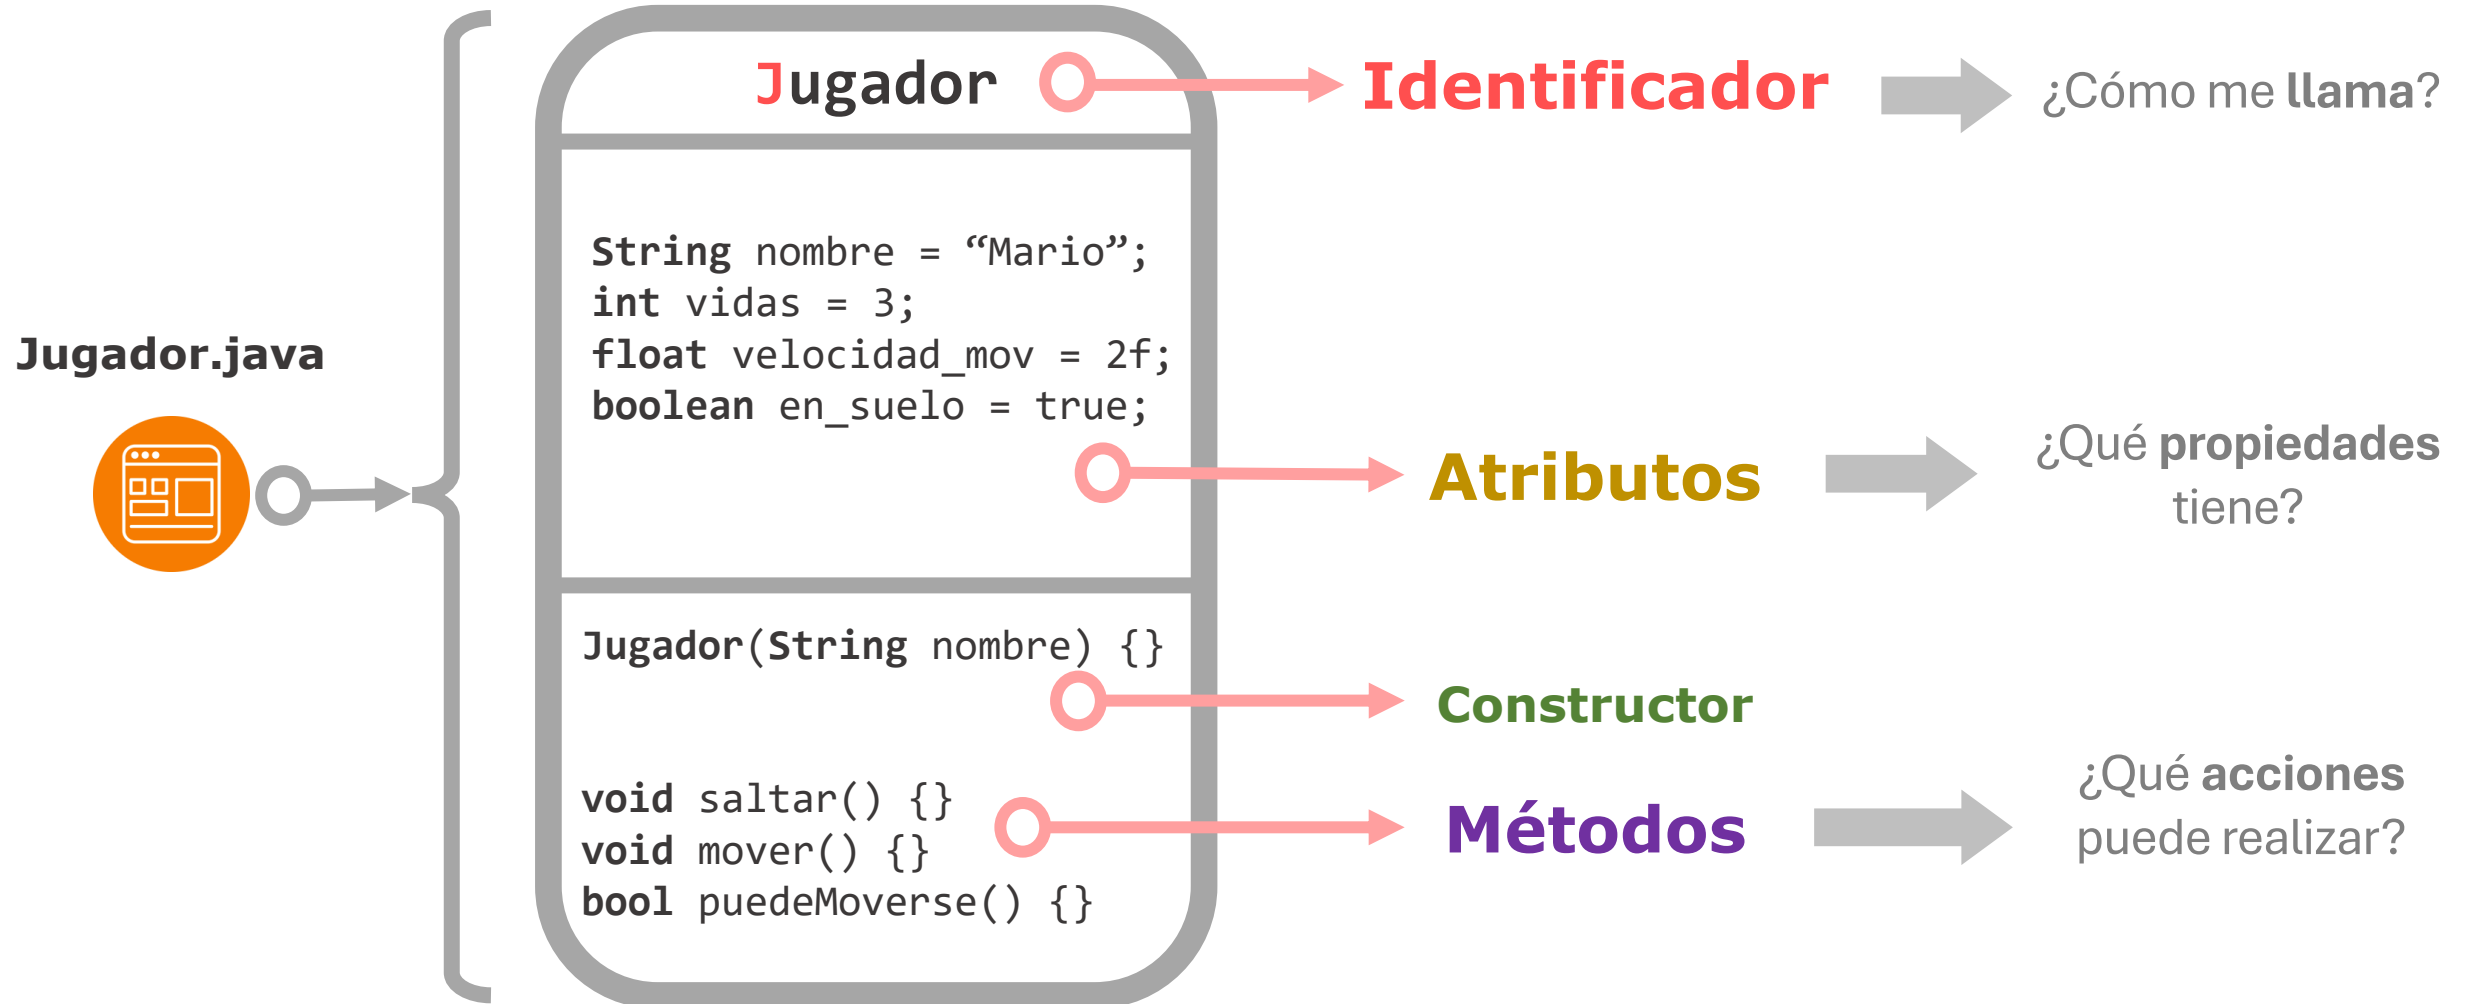 Jugador.java
Jugador
String nombre = “Mario”;
int vidas = 3;
float velocidad_mov = 2f;
boolean en_suelo = true;
Jugador(String nombre) {}
void saltar() {}
void mover() {}
bool puedeMoverse() {}
Identificador
¿Cómo me llama?
Atributos
¿Qué propiedades
tiene?
Constructor
Métodos
¿Qué acciones
puede realizar?